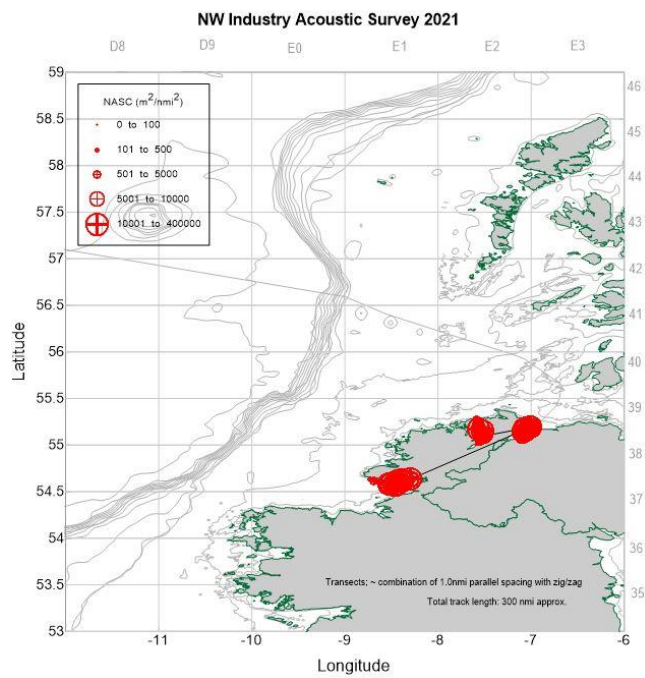 NW Industry Acoustic Survey 2021
D8 D9 E0 E1 E2 E3
59
58.5
58
57.5
57
56.5
56
55.5
55
54.5
54
53.5
53
Latitude
NASC (m²/nmi²)
0 to 100
101 to 500
501 to 5000
5001 to 10000
10001 to 400000
46
45
44
43
42
41
40
39
38
37
36
35
Transects; ~ combination of 1.0nmi parallel spacing with zig/zag
Total track length: 300 nmi approx.
-11 -10 -9 -8 -7 -6
Longitude